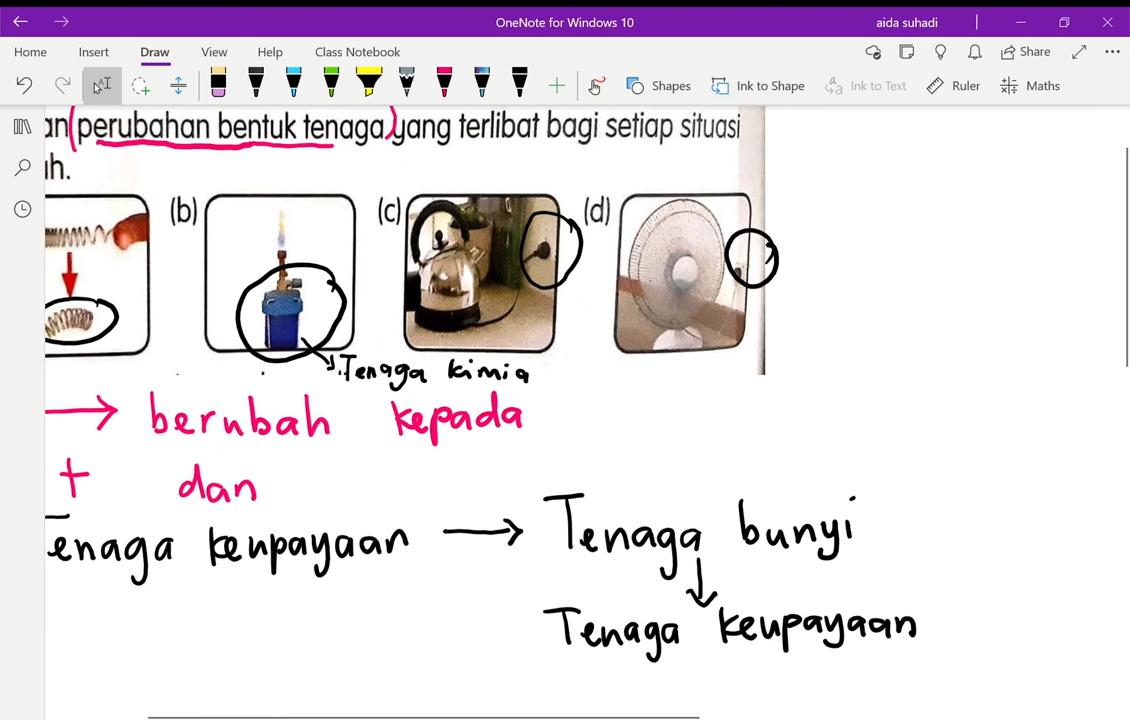 OneNote for Windows 10
aida suhadi
Home Insert Draw View Help Class Notebook
Share
Shapes Ink to Shape Ink to Text Ruler Maths
an (perubahan bentuk tenaga) yang terlibat bagi setiap situasi
ah.
(b) (c) (d)
Tenaga kimia
→ berubah kepada
+ dan
Tenaga keupayaan → Tenaga bunyi
↓
Tenaga keupayaan